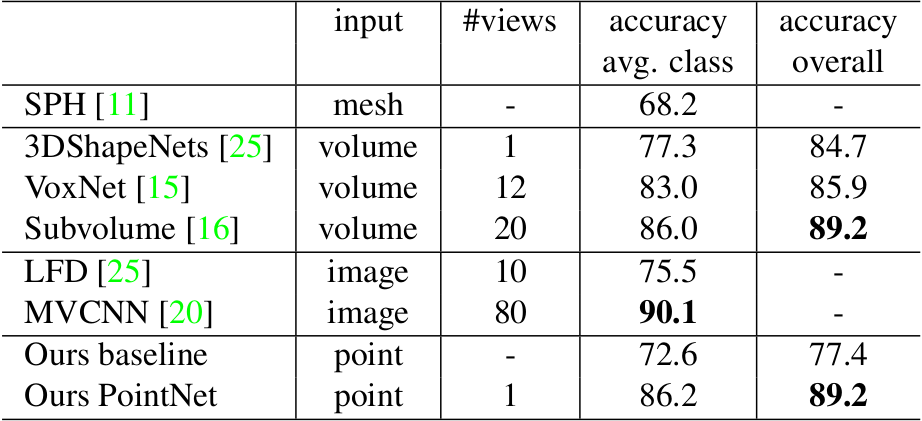 input #views accuracy accuracy
avg. class overall
SPH [11] mesh - 68.2 -
3DShapeNets [25] volume 1 77.3 84.7
VoxNet [15] volume 12 83.0 85.9
Subvolume [16] volume 20 86.0 89.2
LFD [25] image 10 75.5 -
MVCNN [20] image 80 90.1 -
Ours baseline point - 72.6 77.4
Ours PointNet point 1 86.2 89.2